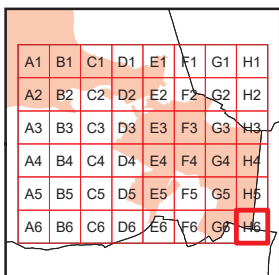 A1 B1 C1 D1 E1 F1 G1 H1
A2 B2 C2 D2 E2 F2 G2 H2
A3 B3 C3 D3 E3 F3 G3 H3
A4 B4 C4 D4 E4 F4 G4 H4
A5 B5 C5 D5 E5 F5 G5 H5
A6 B6 C6 D6 E6 F6 G6 H6